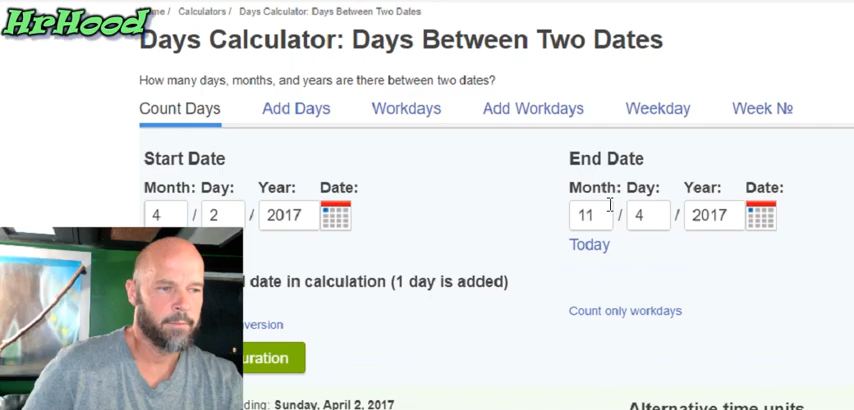 HrHood
/ Calculators / Days Calculator: Days Between Two Dates
Days Calculator: Days Between Two Dates
How many days, months, and years are there between two dates?
Count Days Add Days Workdays Add Workdays Weekday Week №
Start Date End Date
Month: Day: Year: Date: Month: Day: Year: Date:
4 / 2 / 2017 11 / 4 / 2017
Today
date in calculation (1 day is added)
Count only workdays
Sunday, April 2, 2017
Alternative time units